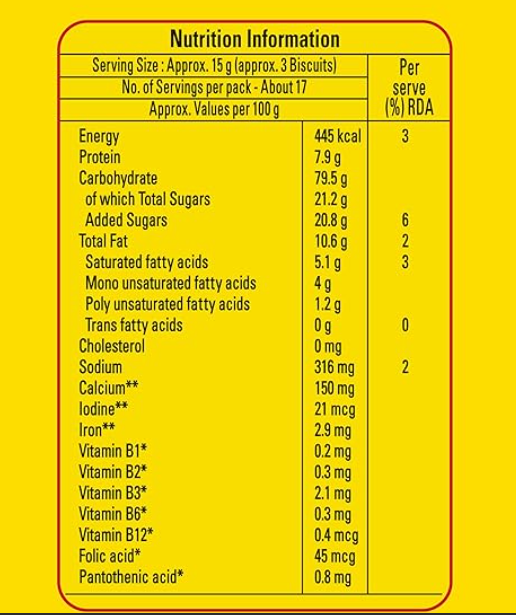 Nutrition Information
Serving Size : Approx. 15 g (approx. 3 Biscuits)
No. of Servings per pack - About 17
Approx. Values per 100 g
Per
serve
(%) RDA
Energy 445 kcal 3
Protein 7.9 g
Carbohydrate 79.5 g
of which Total Sugars 21.2 g
Added Sugars 20.8 g 6
Total Fat 10.6 g 2
Saturated fatty acids 5.1 g 3
Mono unsaturated fatty acids 4 g
Poly unsaturated fatty acids 1.2 g
Trans fatty acids 0 g 0
Cholesterol 0 mg
Sodium 316 mg 2
Calcium** 150 mg
Iodine** 21 mcg
Iron** 2.9 mg
Vitamin B1* 0.2 mg
Vitamin B2* 0.3 mg
Vitamin B3* 2.1 mg
Vitamin B6* 0.3 mg
Vitamin B12* 0.4 mcg
Folic acid* 45 mcg
Pantothenic acid* 0.8 mg